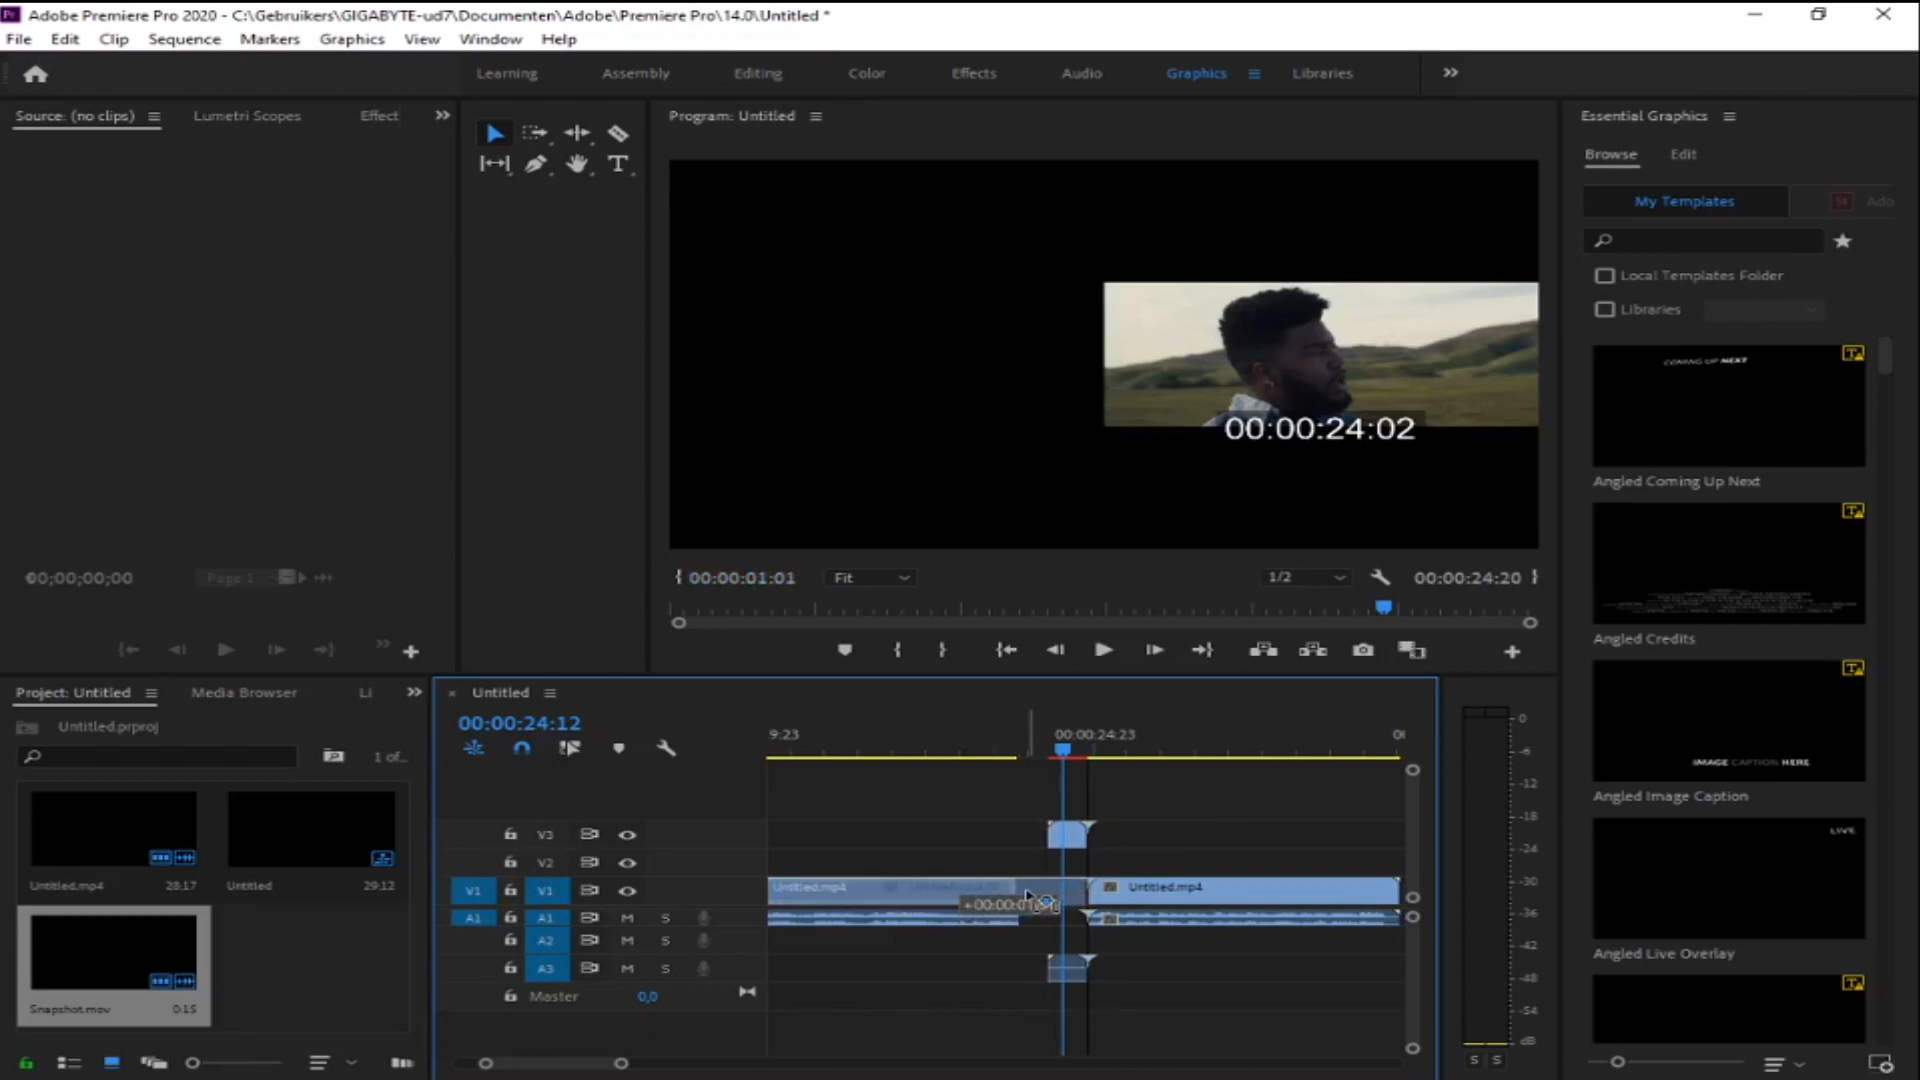 Adobe Premiere Pro 2020 - C:\Gebruikers\GIGABYTE-ud7\Documenten\Adobe\Premiere Pro\14.0\Untitled *
File Edit Clip Sequence Markers Graphics View Window Help
Learning Assembly Editing Color Effects Audio Graphics Libraries
Source: (no clips) Lumetri Scopes Effect
Program: Untitled
Essential Graphics
Browse Edit
My Templates St Ado
Local Templates Folder
Libraries
COMING UP NEXT
Angled Coming Up Next
Angled Credits
IMAGE CAPTION HERE
Angled Image Caption
LIVE
Angled Live Overlay
00:00:24:02
00;00;00;00 Page 1
00:00:01:01 Fit 1/2 00:00:24:20
Project: Untitled Media Browser Li
Untitled.prproj
1 of...
Untitled.mp4 28:17 Untitled 29:12
Snapshot.mov 0:15
Untitled
00:00:24:12
9:23 00:00:24:23 00
V3
V2
V1 V1 Untitled.mp4 Untitled.mp4
A1 A1 M S
A2 M S
A3 M S
Master 0,0
0
-6
-12
-18
-24
-30
-36
-42
-48
-54
dB
S S